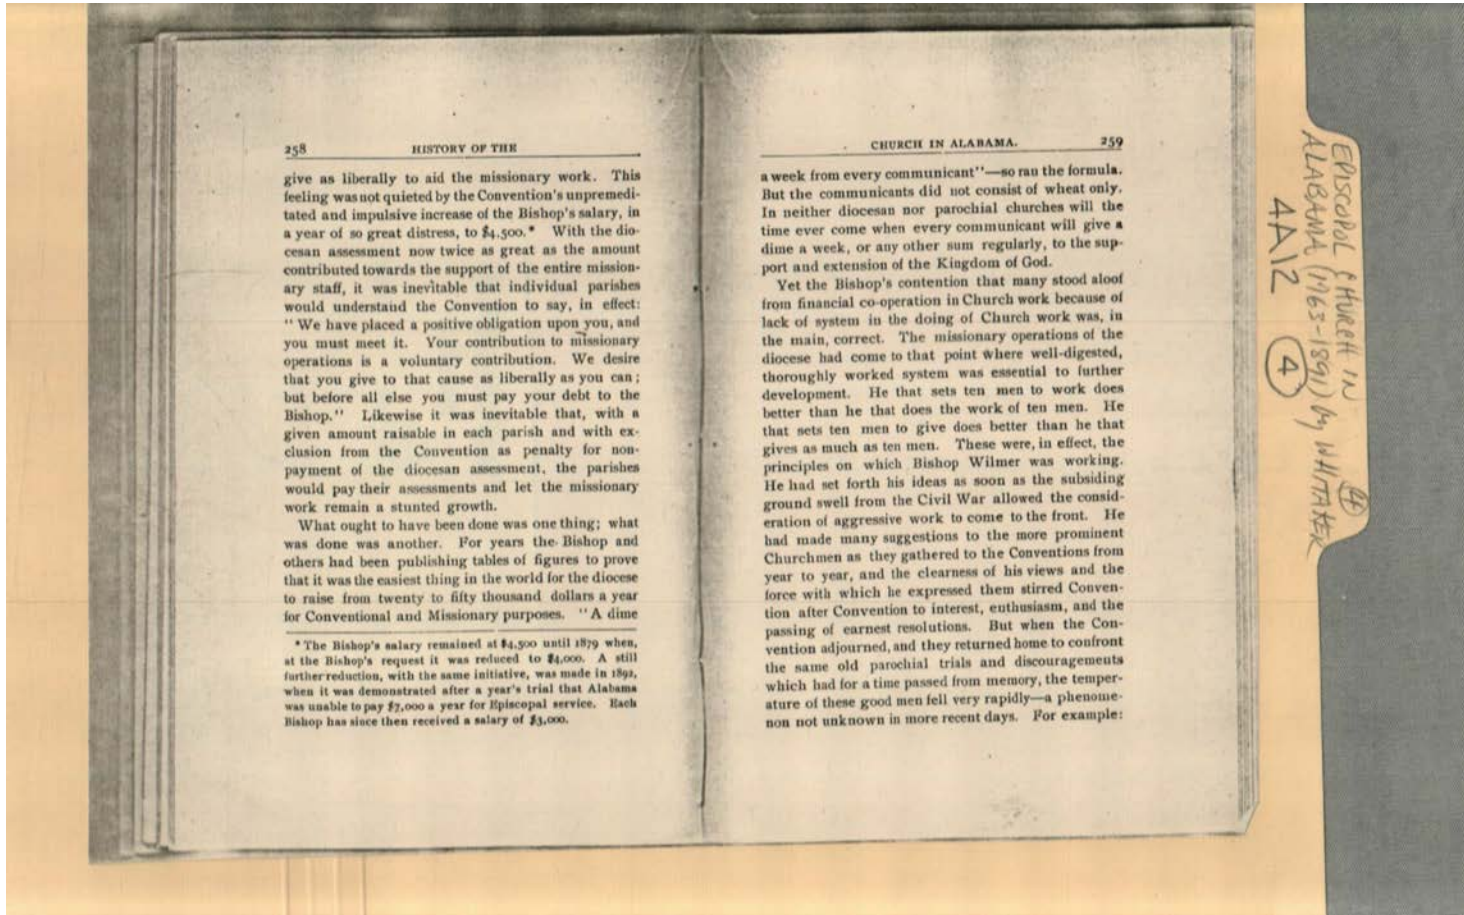 258 HISTORY OF THE
give as liberally to aid the missionary work. This
feeling was not quieted by the Convention's unpremedi-
tated and impulsive increase of the Bishop's salary, in
a year of so great distress, to $4,500.* With the dio-
cesan assessment now twice as great as the amount
contributed towards the support of the entire mission-
ary staff, it was inevitable that individual parishes
would understand the Convention to say, in effect:
"We have placed a positive obligation upon you, and
you must meet it. Your contribution to missionary
operations is a voluntary contribution. We desire
that you give to that cause as liberally as you can;
but before all else you must pay your debt to the
Bishop." Likewise it was inevitable that, with a
given amount raisable in each parish and with ex-
clusion from the Convention as penalty for non-
payment of the diocesan assessment, the parishes
would pay their assessments and let the missionary
work remain a stunted growth.
What ought to have been done was one thing; what
was done was another. For years the Bishop and
others had been publishing tables of figures to prove
that it was the easiest thing in the world for the diocese
to raise from twenty to fifty thousand dollars a year
for Conventional and Missionary purposes. "A dime
* The Bishop's salary remained at $4,500 until 1879 when,
at the Bishop's request it was reduced to $4,000. A still
further reduction, with the same initiative, was made in 1892,
when it was demonstrated after a year's trial that Alabama
was unable to pay $7,000 a year for Episcopal service. Each
Bishop has since then received a salary of $3,000.
CHURCH IN ALABAMA. 259
a week from every communicant"—so ran the formula.
But the communicants did not consist of wheat only.
In neither diocesan nor parochial churches will the
time ever come when every communicant will give a
dime a week, or any other sum regularly, to the sup-
port and extension of the Kingdom of God.
Yet the Bishop's contention that many stood aloof
from financial co-operation in Church work because of
lack of system in the doing of Church work was, in
the main, correct. The missionary operations of the
diocese had come to that point where well-digested,
thoroughly worked system was essential to further
development. He that sets ten men to work does
better than he that does the work of ten men. He
that sets ten men to give does better than he that
gives as much as ten men. These were, in effect, the
principles on which Bishop Wilmer was working.
He had set forth his ideas as soon as the subsiding
ground swell from the Civil War allowed the consid-
eration of aggressive work to come to the front. He
had made many suggestions to the more prominent
Churchmen as they gathered to the Conventions from
year to year, and the clearness of his views and the
force with which he expressed them stirred Conven-
tion after Convention to interest, enthusiasm, and the
passing of earnest resolutions. But when the Con-
vention adjourned, and they returned home to confront
the same old parochial trials and discouragements
which had for a time passed from memory, the temper-
ature of these good men fell very rapidly—a phenome-
non not unknown in more recent days. For example:
EPISCOPOL CHURCH IN
ALABAMA (1763-1891) by WHITAKER
4A12 4